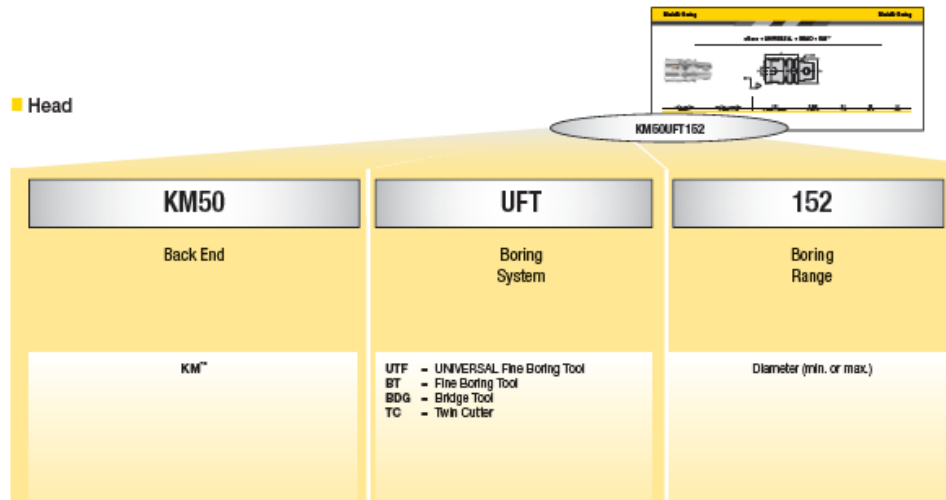 Head
KM50UFT152
KM50
UFT
152
Back End
Boring
System
Boring
Range
KM™
UTF – UNIVERSAL Fine Boring Tool
BT – Fine Boring Tool
BDG – Bridge Tool
TC – Twin Cutter
Diameter (min. or max.)